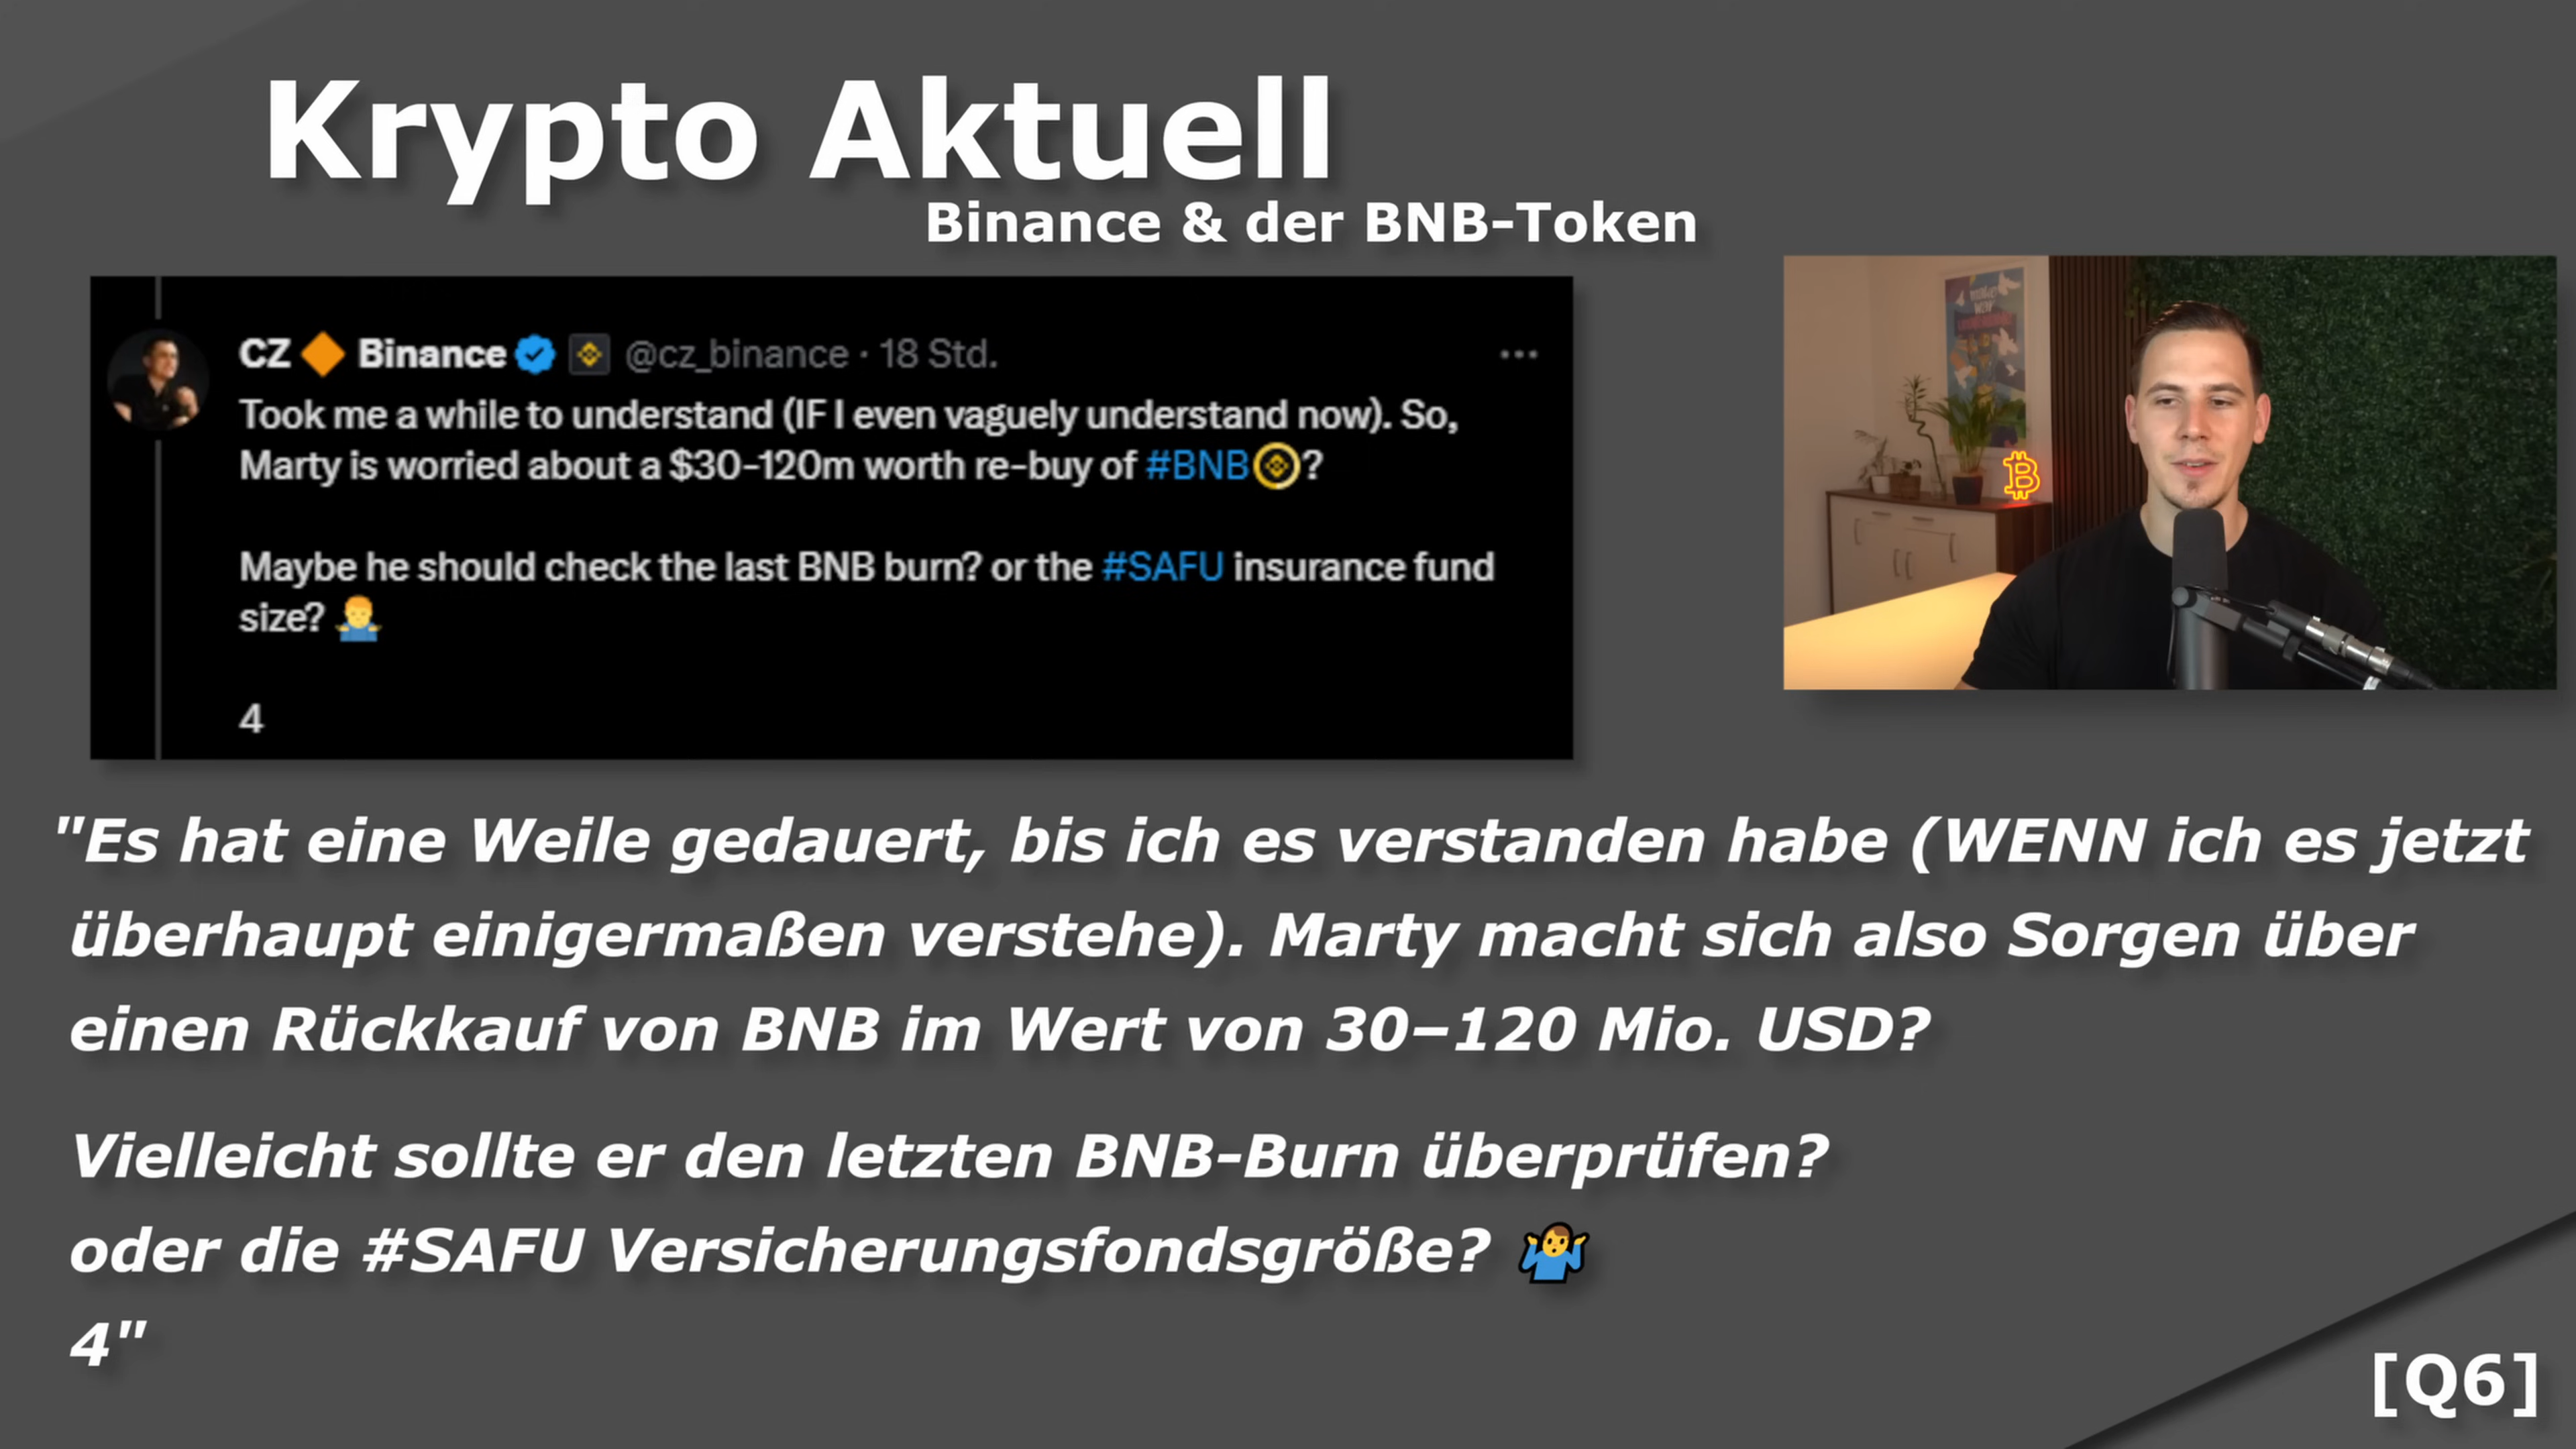 Krypto Aktuell
Binance & der BNB-Token
CZ 🔶 Binance @cz_binance · 18 Std.
Took me a while to understand (IF I even vaguely understand now). So,
Marty is worried about a $30-120m worth re-buy of #BNB?
Maybe he should check the last BNB burn? or the #SAFU insurance fund
size? 🤷‍♂️
4
"Es hat eine Weile gedauert, bis ich es verstanden habe (WENN ich es jetzt
überhaupt einigermaßen verstehe). Marty macht sich also Sorgen über
einen Rückkauf von BNB im Wert von 30–120 Mio. USD?
Vielleicht sollte er den letzten BNB-Burn überprüfen?
oder die #SAFU Versicherungsfondsgröße? 🤷‍♂️
4"
[Q6]